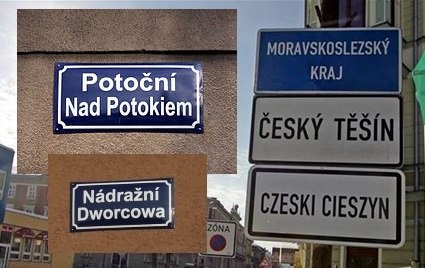 Potoční
Nad Potokiem
Nádražní
Dworcowa
MORAVSKOSLEZSKÝ
KRAJ
ČESKÝ TĚŠÍN
CZESKI CIESZYN
ZÓNA